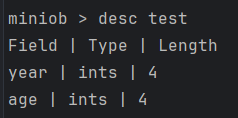 miniob > desc test
Field | Type | Length
year | ints | 4
age | ints | 4